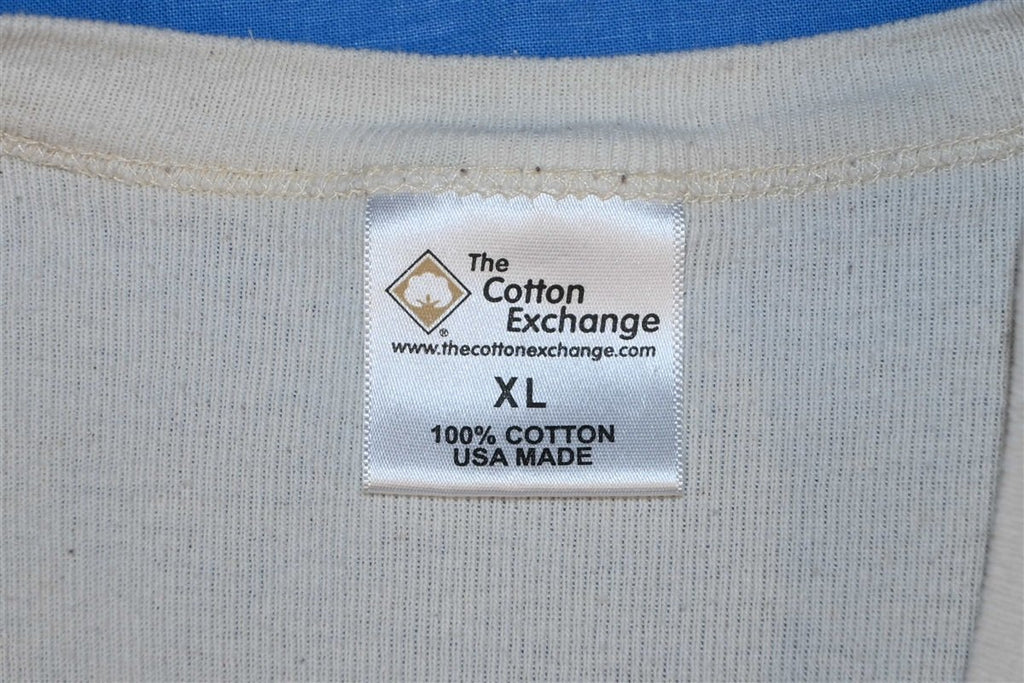 The
Cotton
Exchange
®
www.thecottonexchange.com
XL
100% COTTON
USA MADE